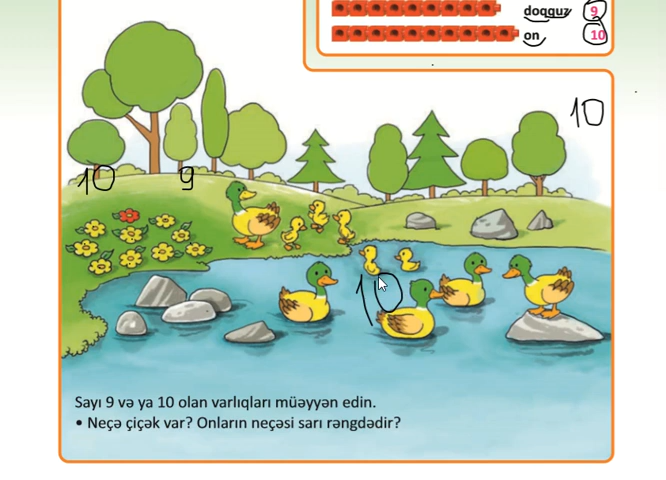 doqquz 9
on 10
10
10 9
10
Sayı 9 və ya 10 olan varlıqları müəyyən edin.
• Neçə çiçək var? Onların neçəsi sarı rəngdədir?